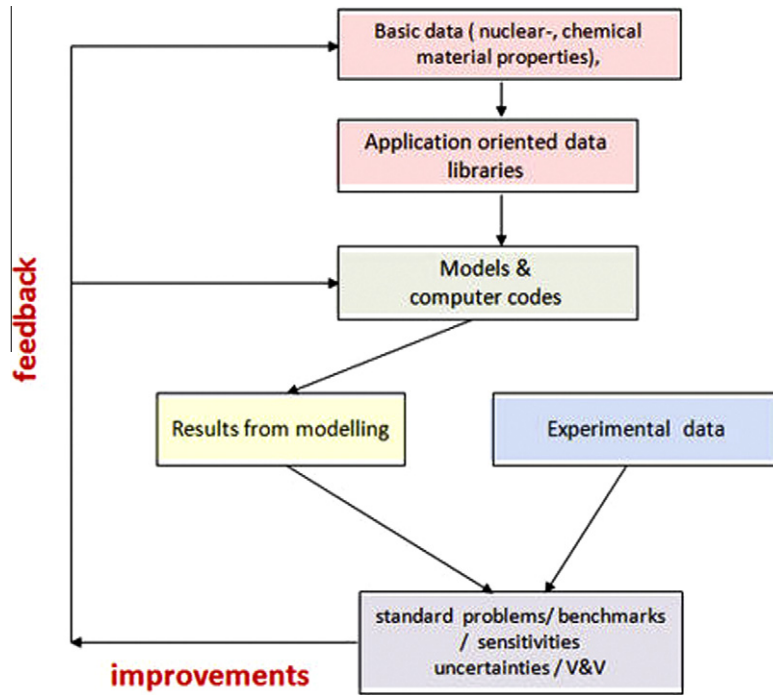 Basic data ( nuclear-, chemical
material properties),
Application oriented data
libraries
Models &
computer codes
feedback
Results from modelling
Experimental data
standard problems/ benchmarks
/ sensitivities
uncertainties / V&V
improvements